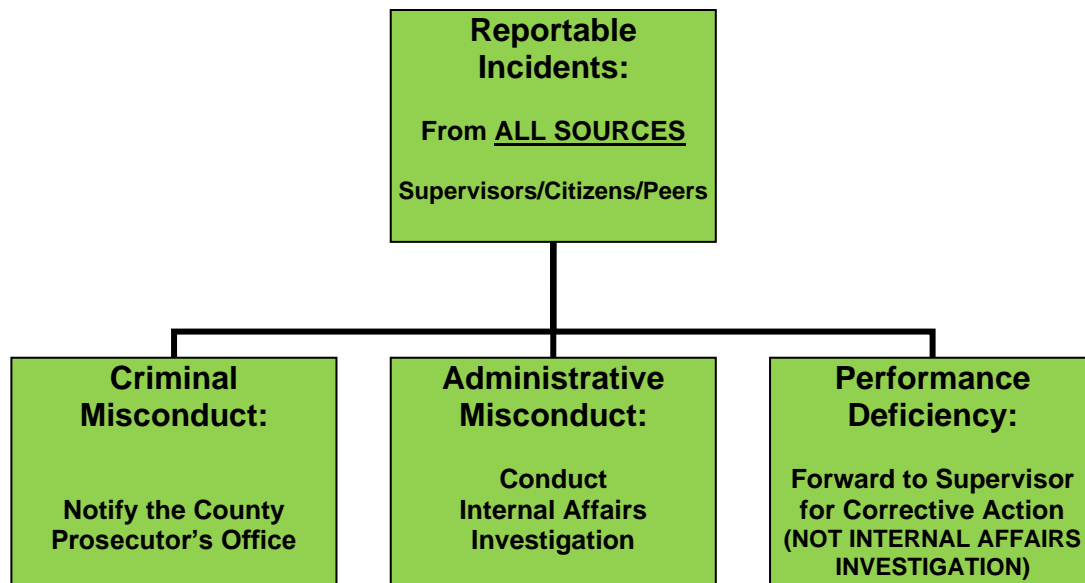 Reportable
Incidents:
From ALL SOURCES
Supervisors/Citizens/Peers
Criminal
Misconduct:
Notify the County
Prosecutor's Office
Administrative
Misconduct:
Conduct
Internal Affairs
Investigation
Performance
Deficiency:
Forward to Supervisor
for Corrective Action
(NOT INTERNAL AFFAIRS
INVESTIGATION)